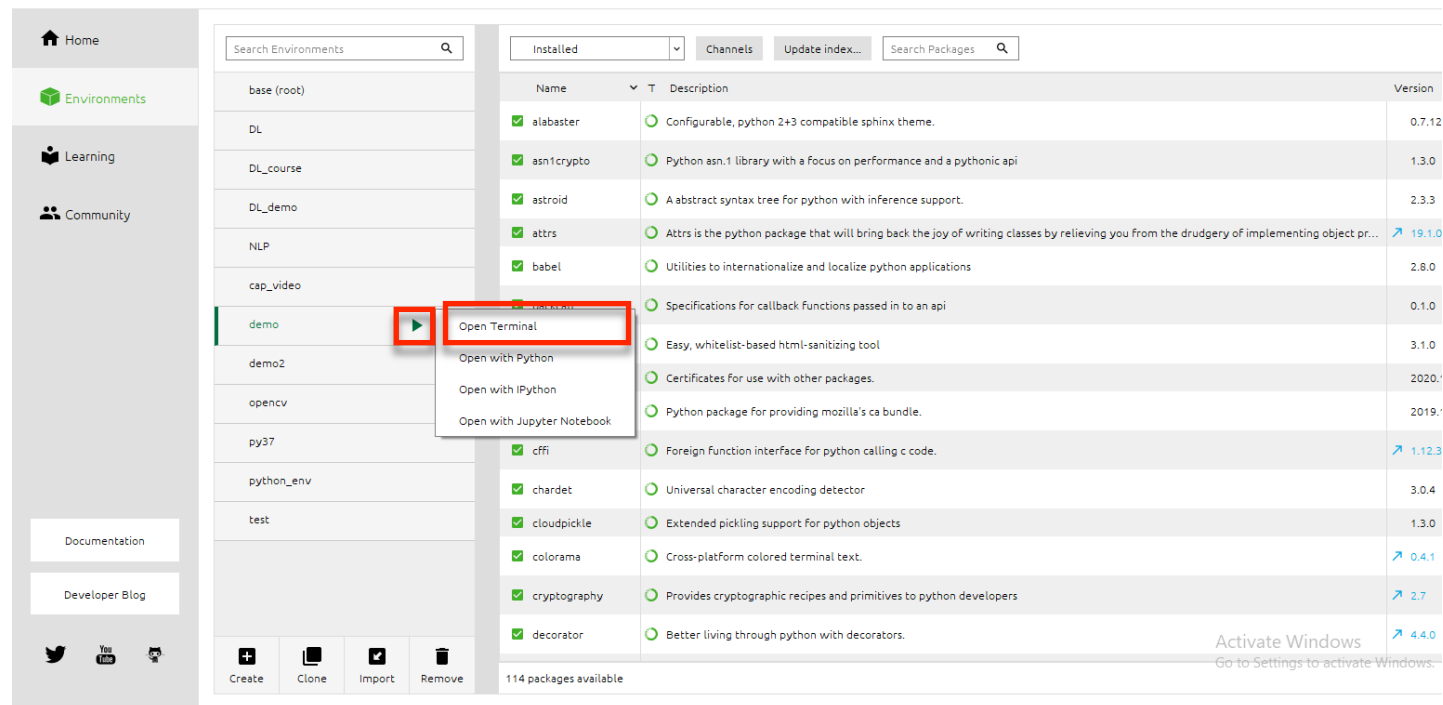 Home
Environments
Learning
Community
Documentation
Developer Blog
You
Tube
Search Environments
base (root)
DL
DL_course
DL_demo
NLP
cap_video
demo
demo2
opencv
py37
python_env
test
Create Clone Import Remove
Open Terminal
Open with Python
Open with IPython
Open with Jupyter Notebook
Installed Channels Update index... Search Packages
Name T Description Version
alabaster Configurable, python 2+3 compatible sphinx theme. 0.7.12
asn1crypto Python asn.1 library with a focus on performance and a pythonic api 1.3.0
astroid A abstract syntax tree for python with inference support. 2.3.3
attrs Attrs is the python package that will bring back the joy of writing classes by relieving you from the drudgery of implementing object pr... 19.1.0
babel Utilities to internationalize and localize python applications 2.8.0
Specifications for callback functions passed in to an api 0.1.0
Easy, whitelist-based html-sanitizing tool 3.1.0
Certificates for use with other packages. 2020.
Python package for providing mozilla's ca bundle. 2019.
cffi Foreign function interface for python calling c code. 1.12.3
chardet Universal character encoding detector 3.0.4
cloudpickle Extended pickling support for python objects 1.3.0
colorama Cross-platform colored terminal text. 0.4.1
cryptography Provides cryptographic recipes and primitives to python developers 2.7
decorator Better living through python with decorators. 4.4.0
114 packages available
Activate Windows
Go to Settings to activate Windows.